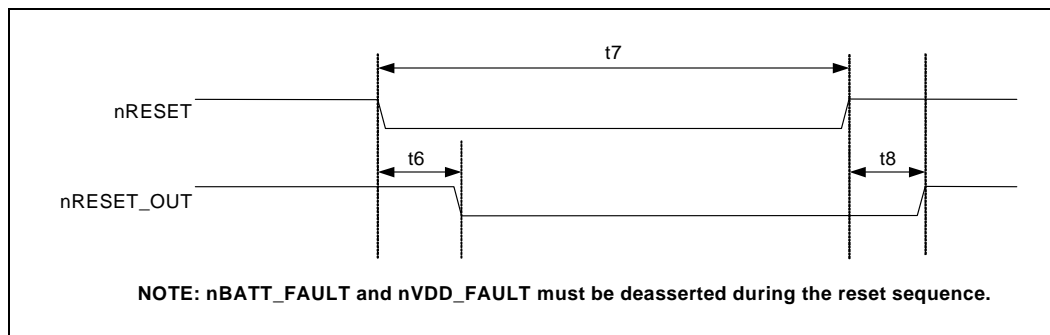 t7
nRESET
t6
t8
nRESET_OUT
NOTE: nBATT_FAULT and nVDD_FAULT must be deasserted during the reset sequence.